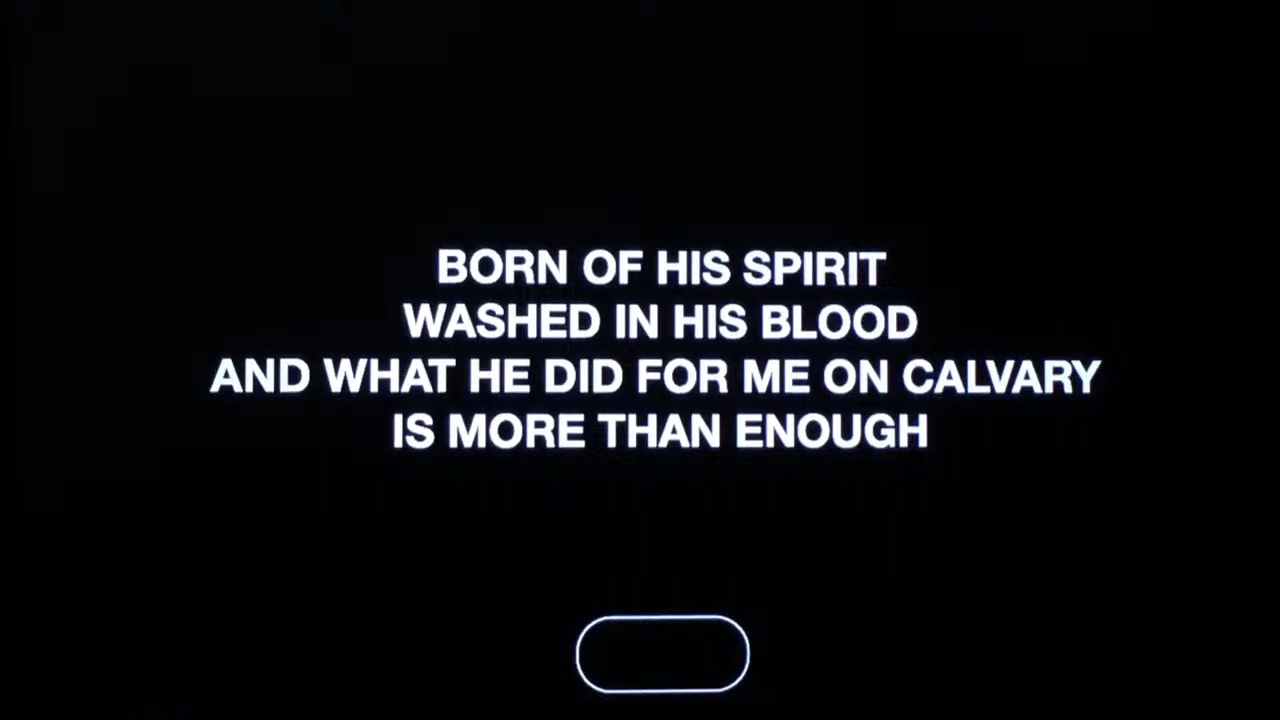 BORN OF HIS SPIRIT
WASHED IN HIS BLOOD
AND WHAT HE DID FOR ME ON CALVARY
IS MORE THAN ENOUGH